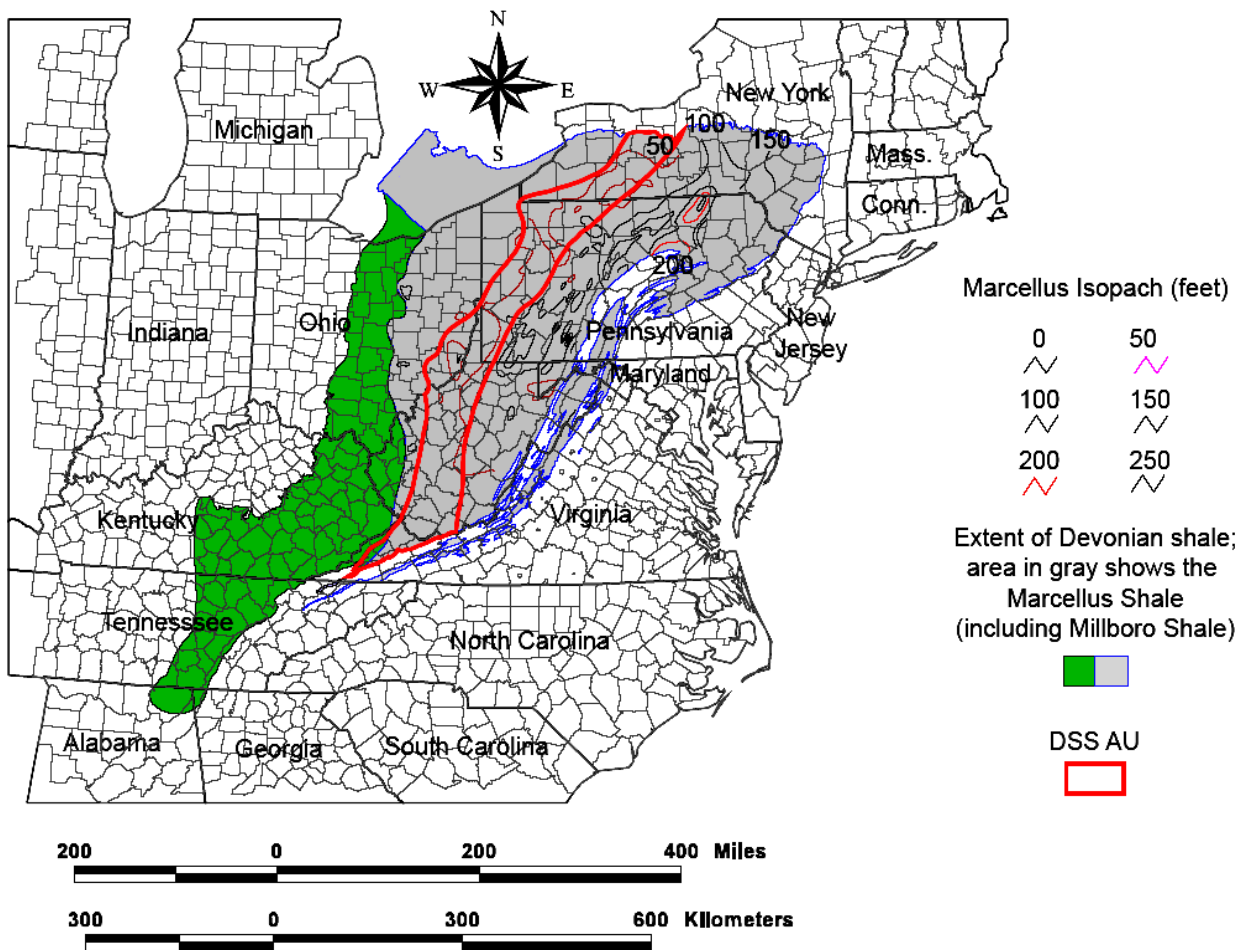 N
W E
S
Michigan
New York
100
50
150
Mass.
Conn.
200
Ohio
Indiana
Pennsylvania
New
Jersey
Maryland
Kentucky
Virginia
Tennesssee
North Carolina
Alabama
Georgia
South Carolina
Marcellus Isopach (feet)
0 50
100 150
200 250
Extent of Devonian shale;
area in gray shows the
Marcellus Shale
(including Millboro Shale)
DSS AU
200 0 200 400 Miles
300 0 300 600 Kilometers